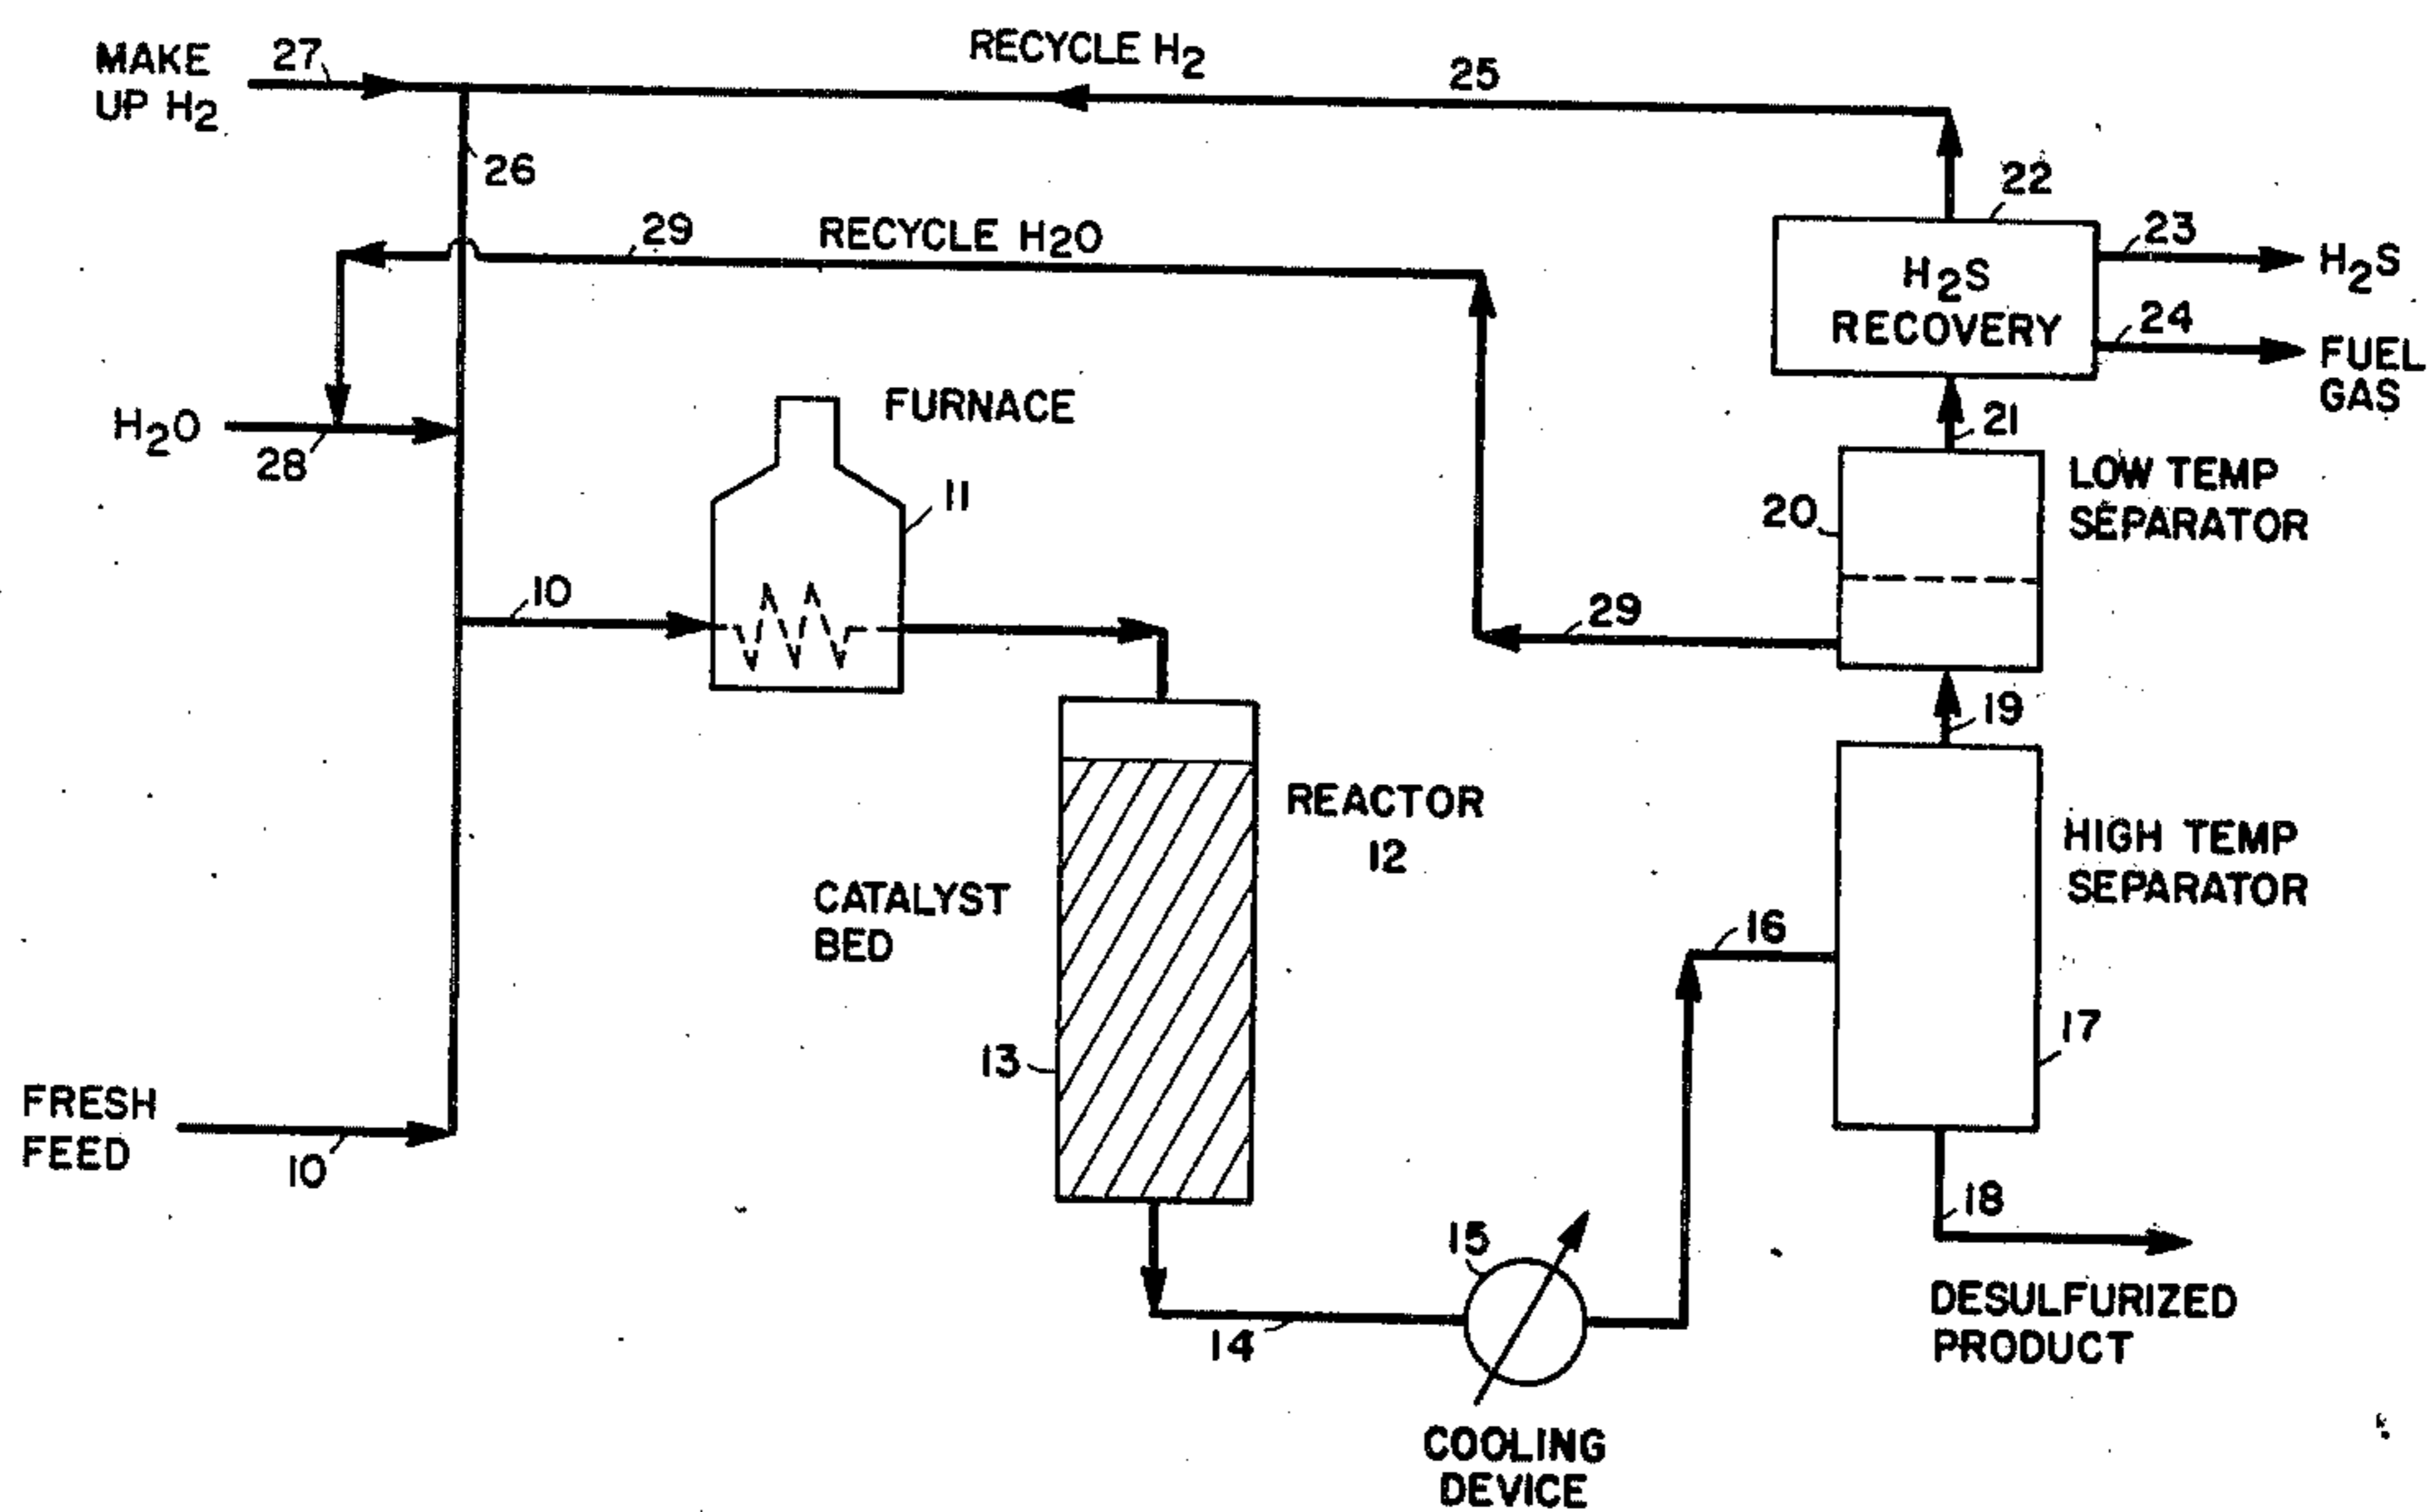 MAKE
UP H2
27
RECYCLE H2
25
26
22
29
RECYCLE H2O
23
H2S
H2S
RECOVERY
24
FUEL
GAS
H2O
28
FURNACE
21
11
20
LOW TEMP
SEPARATOR
10
29
19
REACTOR
12
HIGH TEMP
SEPARATOR
CATALYST
BED
16
13
17
FRESH
FEED
10
18
15
14
DESULFURIZED
PRODUCT
COOLING
DEVICE